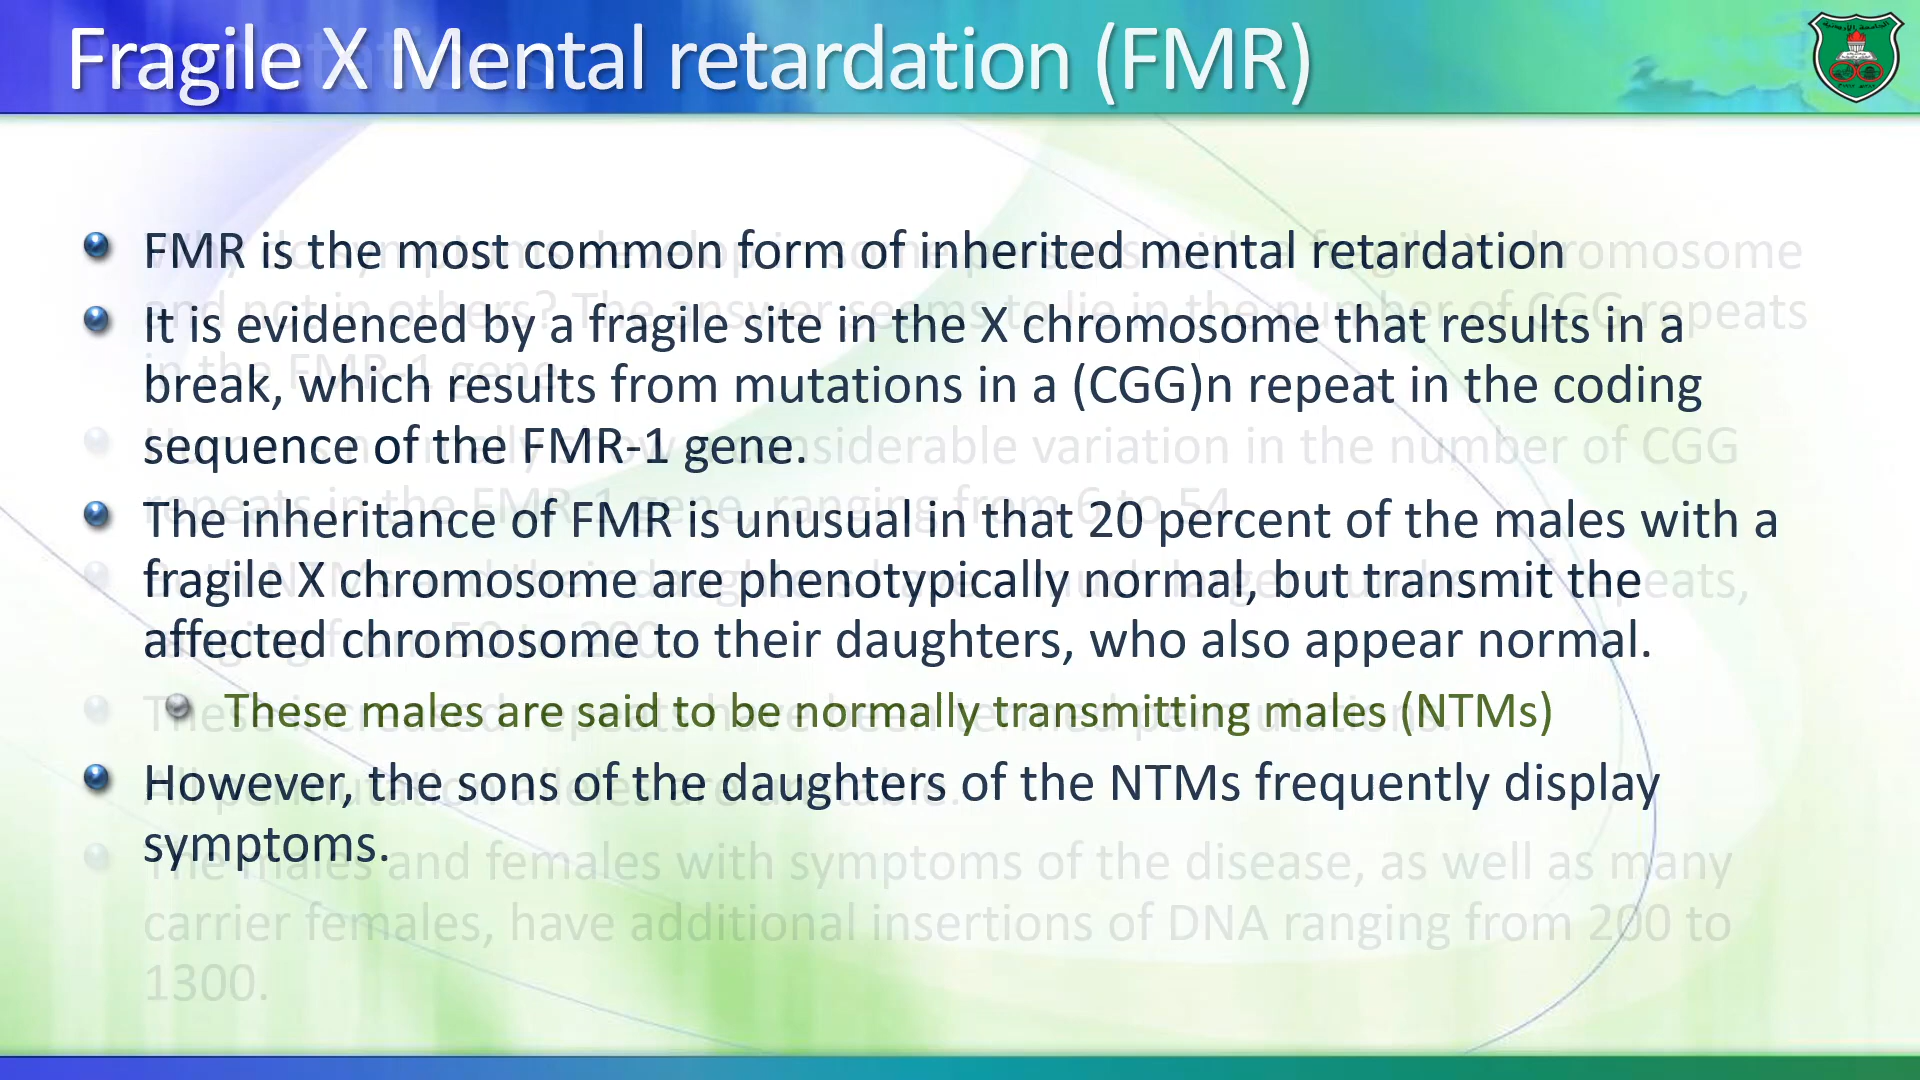 Fragile X Mental retardation (FMR)
FMR is the most common form of inherited mental retardation
It is evidenced by a fragile site in the X chromosome that results in a
break, which results from mutations in a (CGG)n repeat in the coding
sequence of the FMR-1 gene.
The inheritance of FMR is unusual in that 20 percent of the males with a
fragile X chromosome are phenotypically normal, but transmit the
affected chromosome to their daughters, who also appear normal.
These males are said to be normally transmitting males (NTMs)
However, the sons of the daughters of the NTMs frequently display
symptoms.
and females with symptoms of the disease, as well as many
carrier females, have additional insertions of DNA ranging from 200 to
1300.